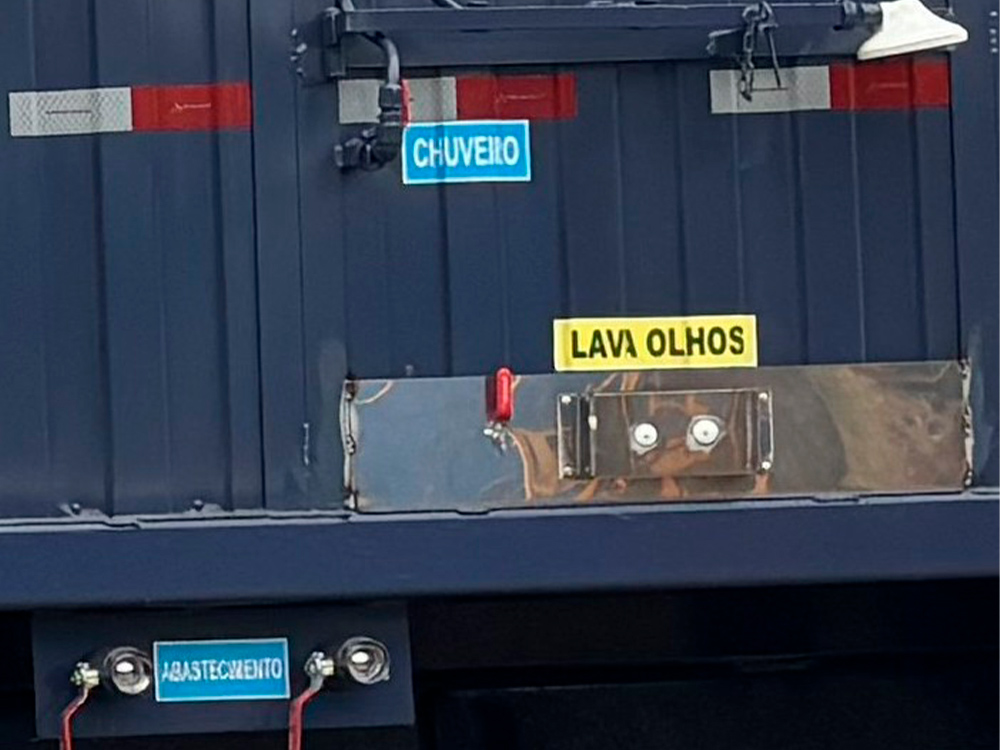 CHUVEIRO
LAVA OLHOS
ABASTECIMENTO